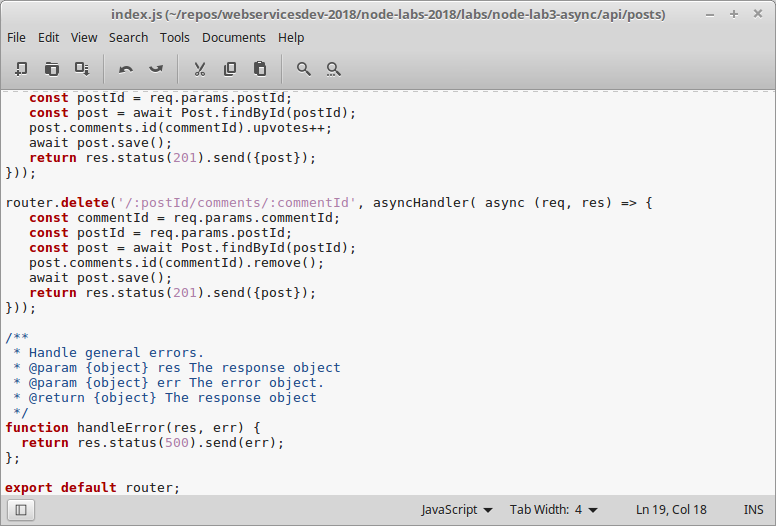 index.js (~/repos/webservicesdev-2018/node-labs-2018/labs/node-lab3-async/api/posts)
File Edit View Search Tools Documents Help
const postId = req.params.postId;
const post = await Post.findById(postId);
post.comments.id(commentId).upvotes++;
await post.save();
return res.status(201).send({post});
}));
router.delete('/:postId/comments/:commentId', asyncHandler( async (req, res) => {
const commentId = req.params.commentId;
const postId = req.params.postId;
const post = await Post.findById(postId);
post.comments.id(commentId).remove();
await post.save();
return res.status(201).send({post});
}));
/**
* Handle general errors.
* @param {object} res The response object
* @param {object} err The error object.
* @return {object} The response object
*/
function handleError(res, err) {
return res.status(500).send(err);
};
export default router;
JavaScript Tab Width: 4 Ln 19, Col 18 INS